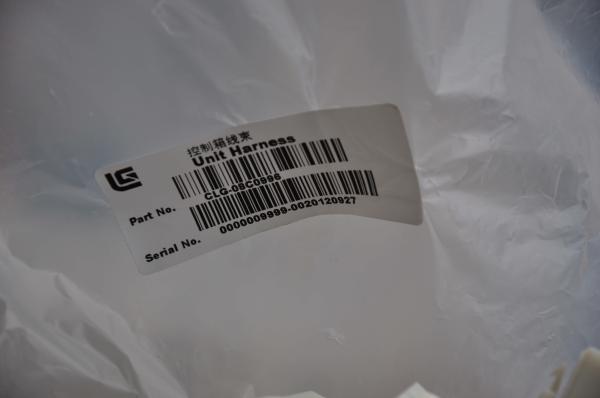 控制箱线束
Unit Harness
Part No.
CLG-08C0996
Serial No.
0000009999-0020120927